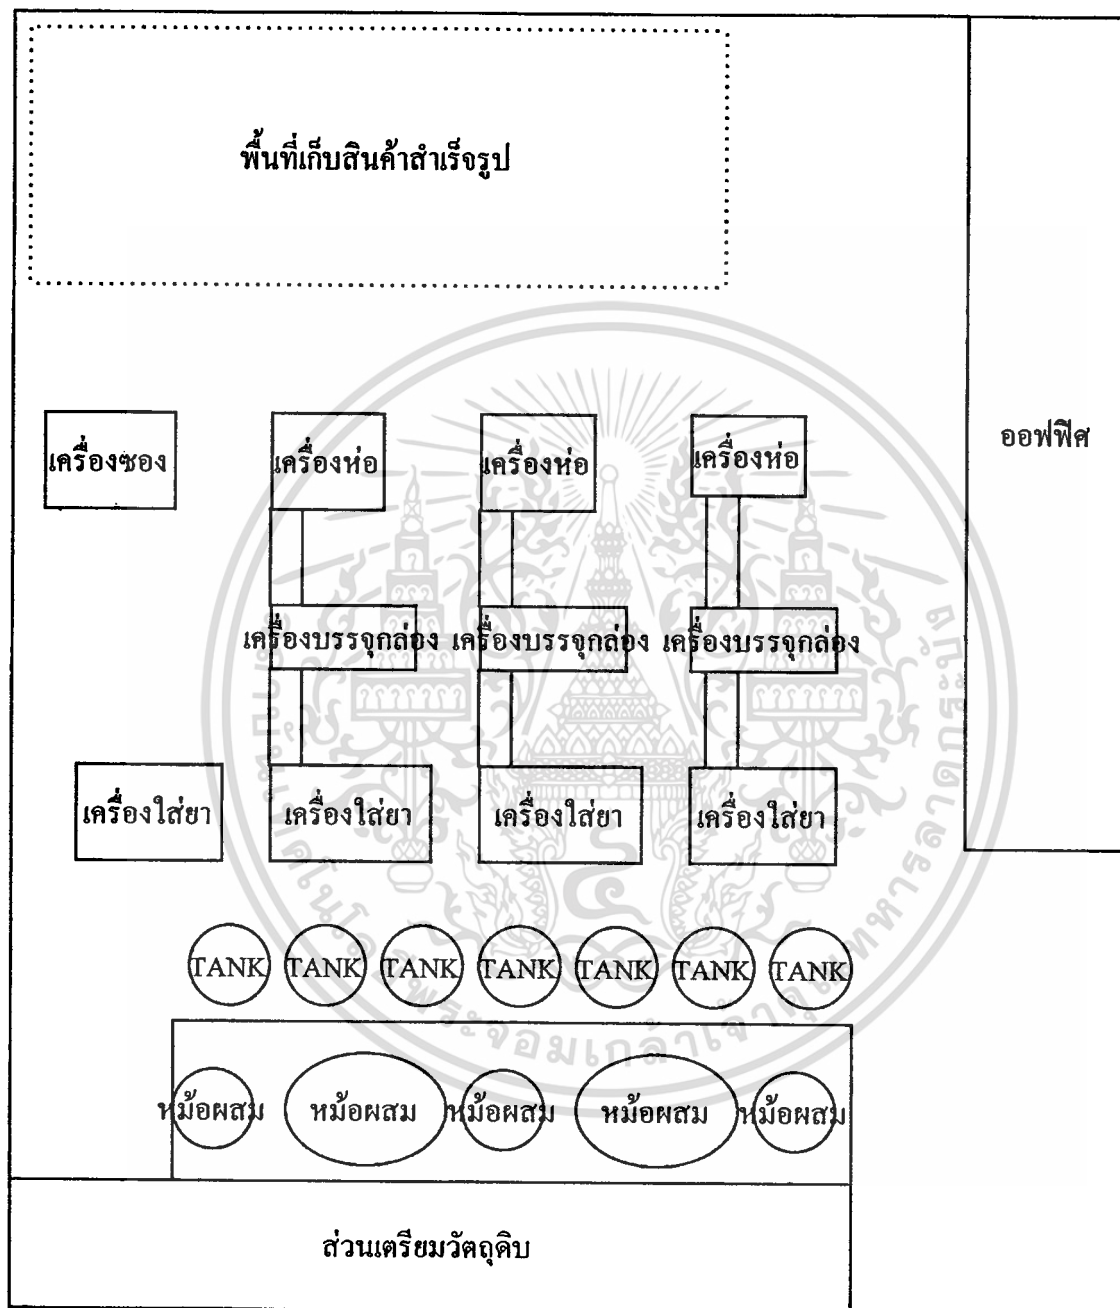 พื้นที่เก็บสินค้าสำเร็จรูป
ออฟฟิศ
เครื่องซอง
เครื่องห่อ
เครื่องห่อ
เครื่องห่อ
เครื่องบรรจุกล่อง
เครื่องบรรจุกล่อง
เครื่องบรรจุกล่อง
เครื่องใส่ยา
เครื่องใส่ยา
เครื่องใส่ยา
เครื่องใส่ยา
TANK
TANK
TANK
TANK
TANK
TANK
TANK
หม้อผสม
หม้อผสม
หม้อผสม
หม้อผสม
หม้อผสม
ส่วนเตรียมวัตถุดิบ